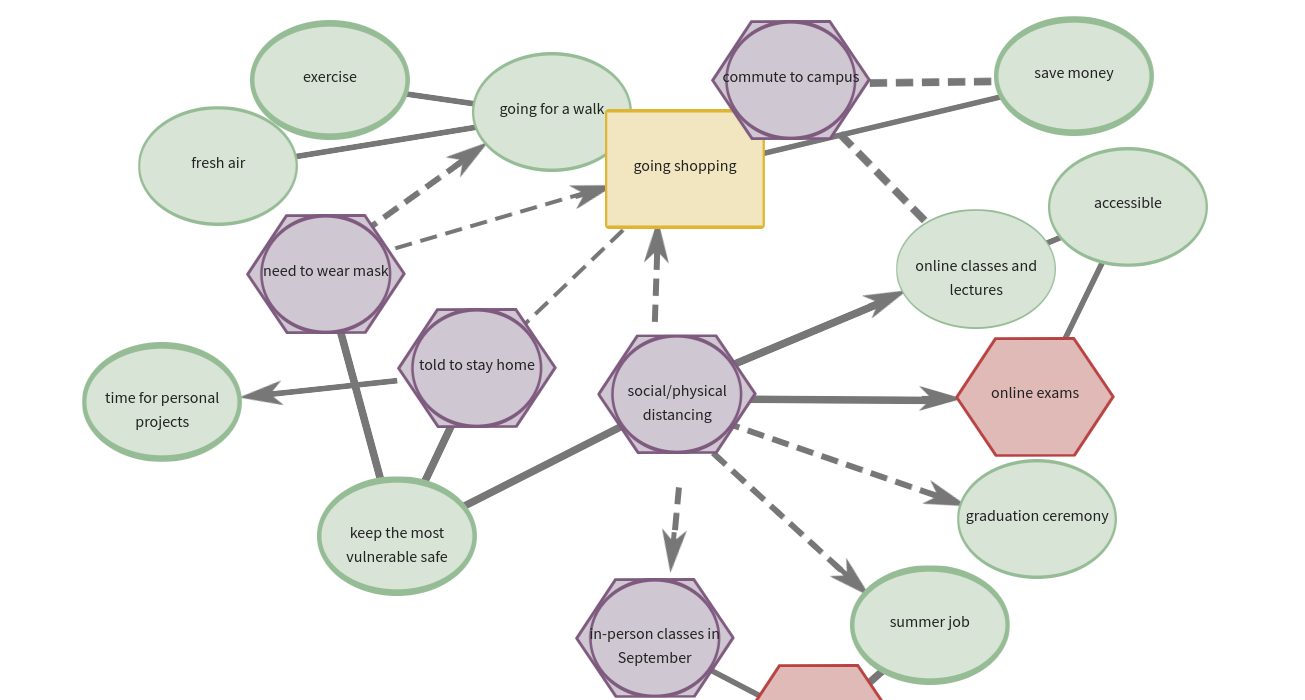 exercise
going for a walk
commute to campus
save money
fresh air
going shopping
accessible
need to wear mask
online classes and
lectures
told to stay home
social/physical
distancing
online exams
time for personal
projects
graduation ceremony
keep the most
vulnerable safe
summer job
in-person classes in
September